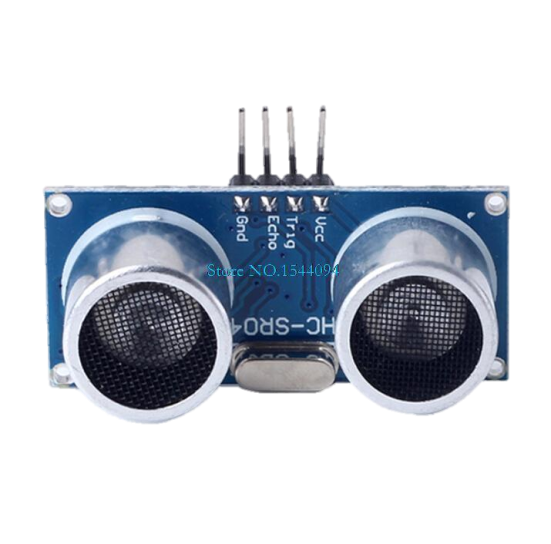 Gnd
Echo
Trig
Vcc
Store NO.1544094
HC-SR04